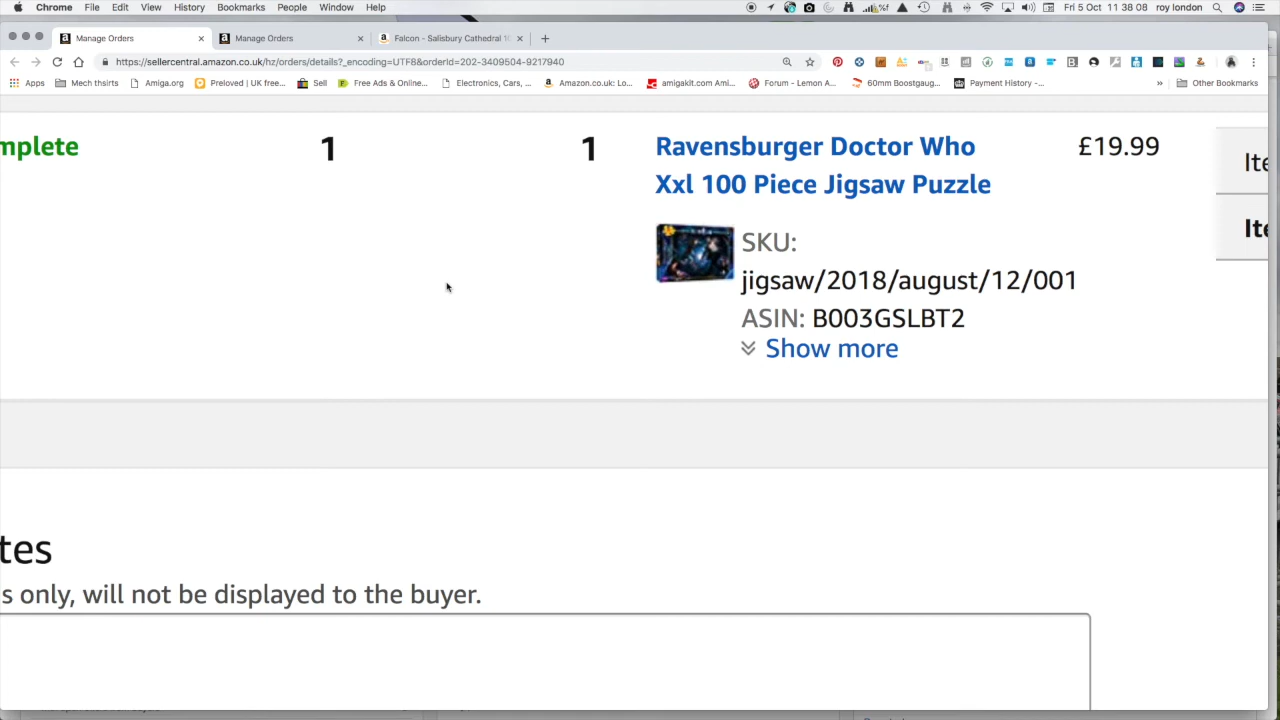 Chrome File Edit View History Bookmarks People Window Help Fri 5 Oct 11 38 08 roy london
Manage Orders Manage Orders Falcon - Salisbury Cathedral
https://sellercentral.amazon.co.uk/hz/orders/details?_encoding=UTF8&orderId=202-3409504-9217940
Apps Mech thsirts Amiga.org Preloved | UK free... Sell Free Ads & Online... Electronics, Cars, ... Amazon.co.uk: Lo... amigakit.com Ami... Forum - Lemon A... 60mm Boostgaug... Payment History -... » Other Bookmarks
mplete 1 1 Ravensburger Doctor Who £19.99
Xxl 100 Piece Jigsaw Puzzle
Ite
SKU:
jigsaw/2018/august/12/001
Ite
ASIN: B003GSLBT2
Show more
tes
s only, will not be displayed to the buyer.